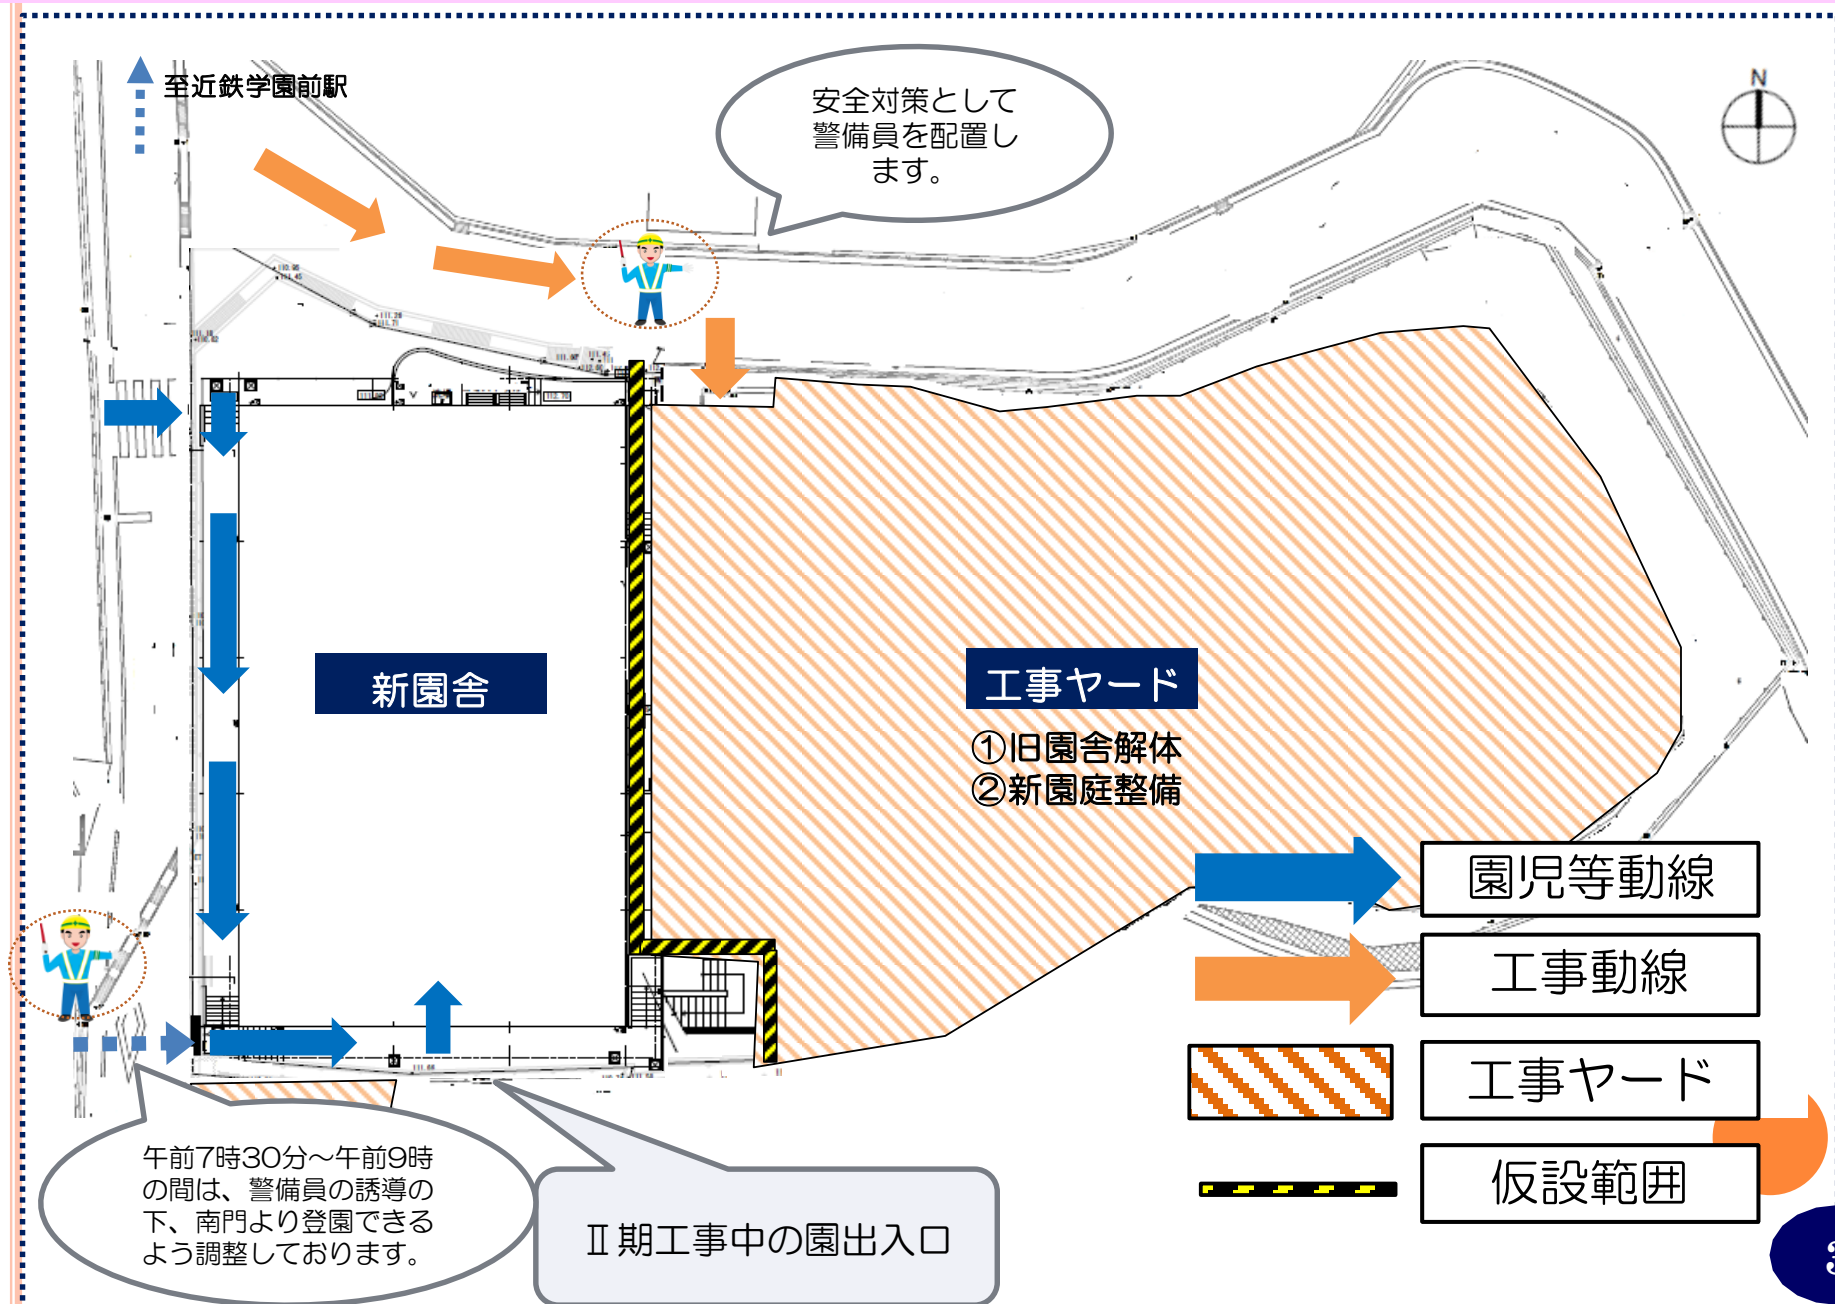 至近鉄学園前駅
安全対策として
警備員を配置し
ます。
N
新園舎
工事ヤード
①旧園舎解体
②新園庭整備
園児等動線
工事動線
工事ヤード
仮設範囲
午前7時30分～午前9時
の間は、警備員の誘導の
下、南門より登園できる
よう調整しております。
Ⅱ期工事中の園出入口
3